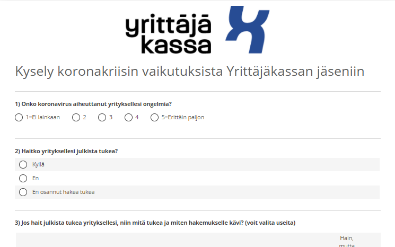 yrittäjä
kassa
Kysely koronakriisin vaikutuksista Yrittäjäkassan jäseniin
1) Onko koronavirus aiheuttanut yrityksellesi ongelmia?
1=Ei lainkaan 2 3 4 5=Erittäin paljon
2) Haitko yrityksellesi julkista tukea?
Kyllä
En
En osannut hakea tukea
3) Jos hait julkista tukea yrityksellesi, niin mitä tukea ja miten hakemukselle kävi? (voit valita useita)
Hain,
mutta